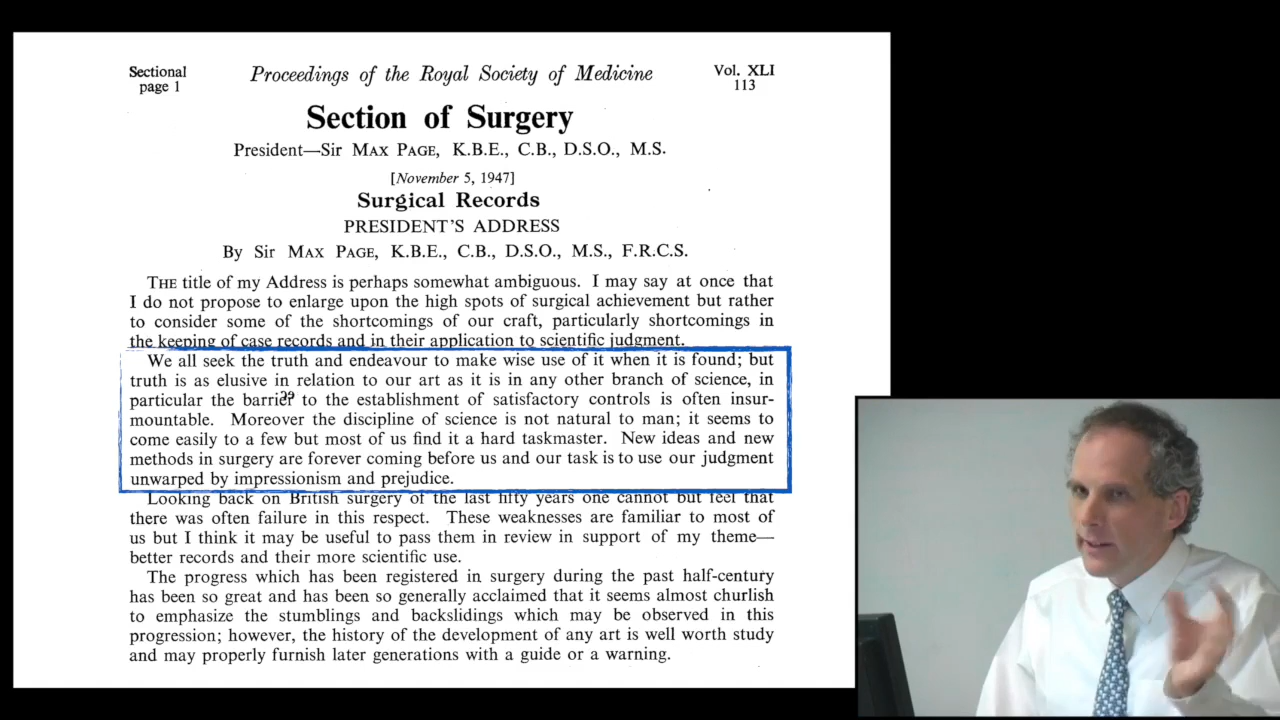 Sectional
page 1
Proceedings of the Royal Society of Medicine
Vol. XLI
113
Section of Surgery
President—Sir MAX PAGE, K.B.E., C.B., D.S.O., M.S.
[November 5, 1947]
Surgical Records
PRESIDENT'S ADDRESS
By Sir MAX PAGE, K.B.E., C.B., D.S.O., M.S., F.R.C.S.
THE title of my Address is perhaps somewhat ambiguous. I may say at once that
I do not propose to enlarge upon the high spots of surgical achievement but rather
to consider some of the shortcomings of our craft, particularly shortcomings in
the keeping of case records and in their application to scientific judgment.
We all seek the truth and endeavour to make wise use of it when it is found; but
truth is as elusive in relation to our art as it is in any other branch of science, in
particular the to the establishment of satisfactory controls is often insur-
mountable. Moreover the discipline of science is not natural to man; it seems to
come easily to a few but most of us find it a hard taskmaster. New ideas and new
methods in surgery are forever coming before us and our task is to use our judgment
unwarped by impressionism and prejudice.
Looking back on British surgery of the last fifty years one cannot but feel that
there was often failure in this respect. These weaknesses are familiar to most of
us but I think it may be useful to pass them in review in support of my theme—
better records and their more scientific use.
The progress which has been registered in surgery during the past half-century
has been so great and has been so generally acclaimed that it seems almost churlish
to emphasize the stumblings and backslidings which may be observed in this
progression; however, the history of the development of any art is well worth study
and may properly furnish later generations with a guide or a warning.